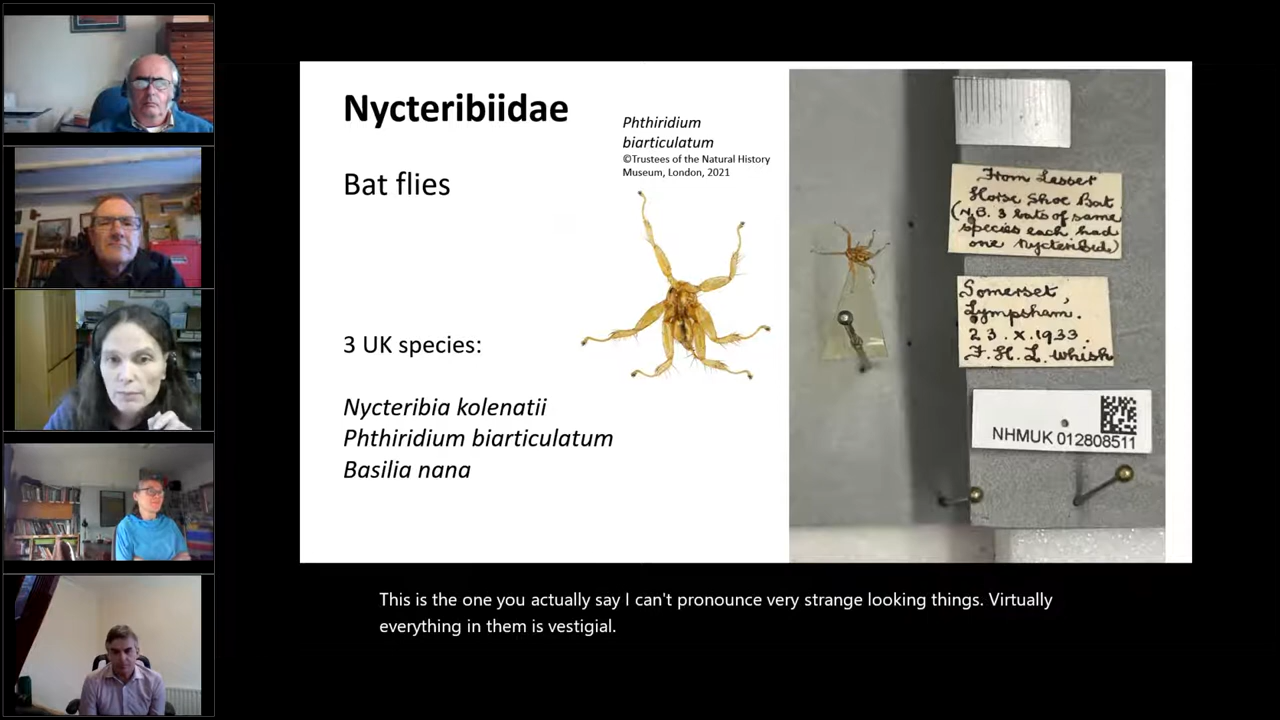 Nycteribiidae
Bat flies
Phthiridium
biarticulatum
©Trustees of the Natural History
Museum, London, 2021
3 UK species:
Nycteribia kolenatii
Phthiridium biarticulatum
Basilia nana
From Lesser
Horse Shoe Bat
(N.B. 3 bats of same
species each had
one Nycteribiid)
Somerset,
Lympsham.
23.X.1933.
F.H.L. Whish
NHMUK 012808511
This is the one you actually say I can't pronounce very strange looking things. Virtually
everything in them is vestigial.